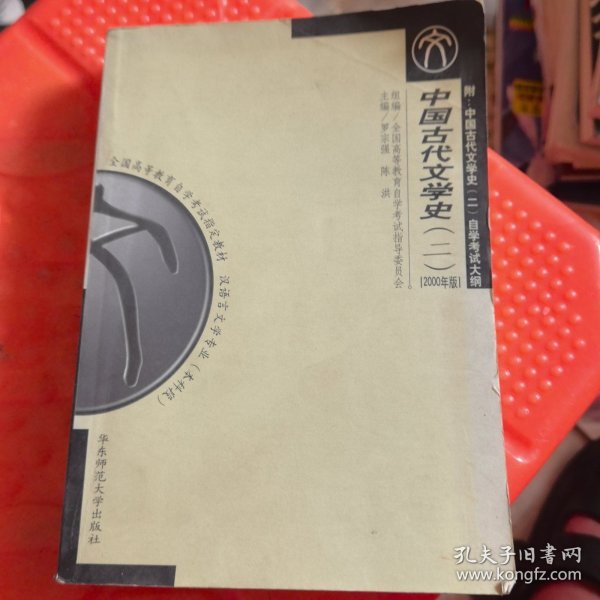 附：中国古代文学史（二）自学考试大纲
中国古代文学史（二）
［2000年版］
组编／全国高等教育自学考试指导委员会
主编／罗宗强 陈 洪
全国高等教育自学考试指定教材 汉语言文学专业（本科段）
华东师范大学出版社
孔夫子旧书网
www.kongfz.com